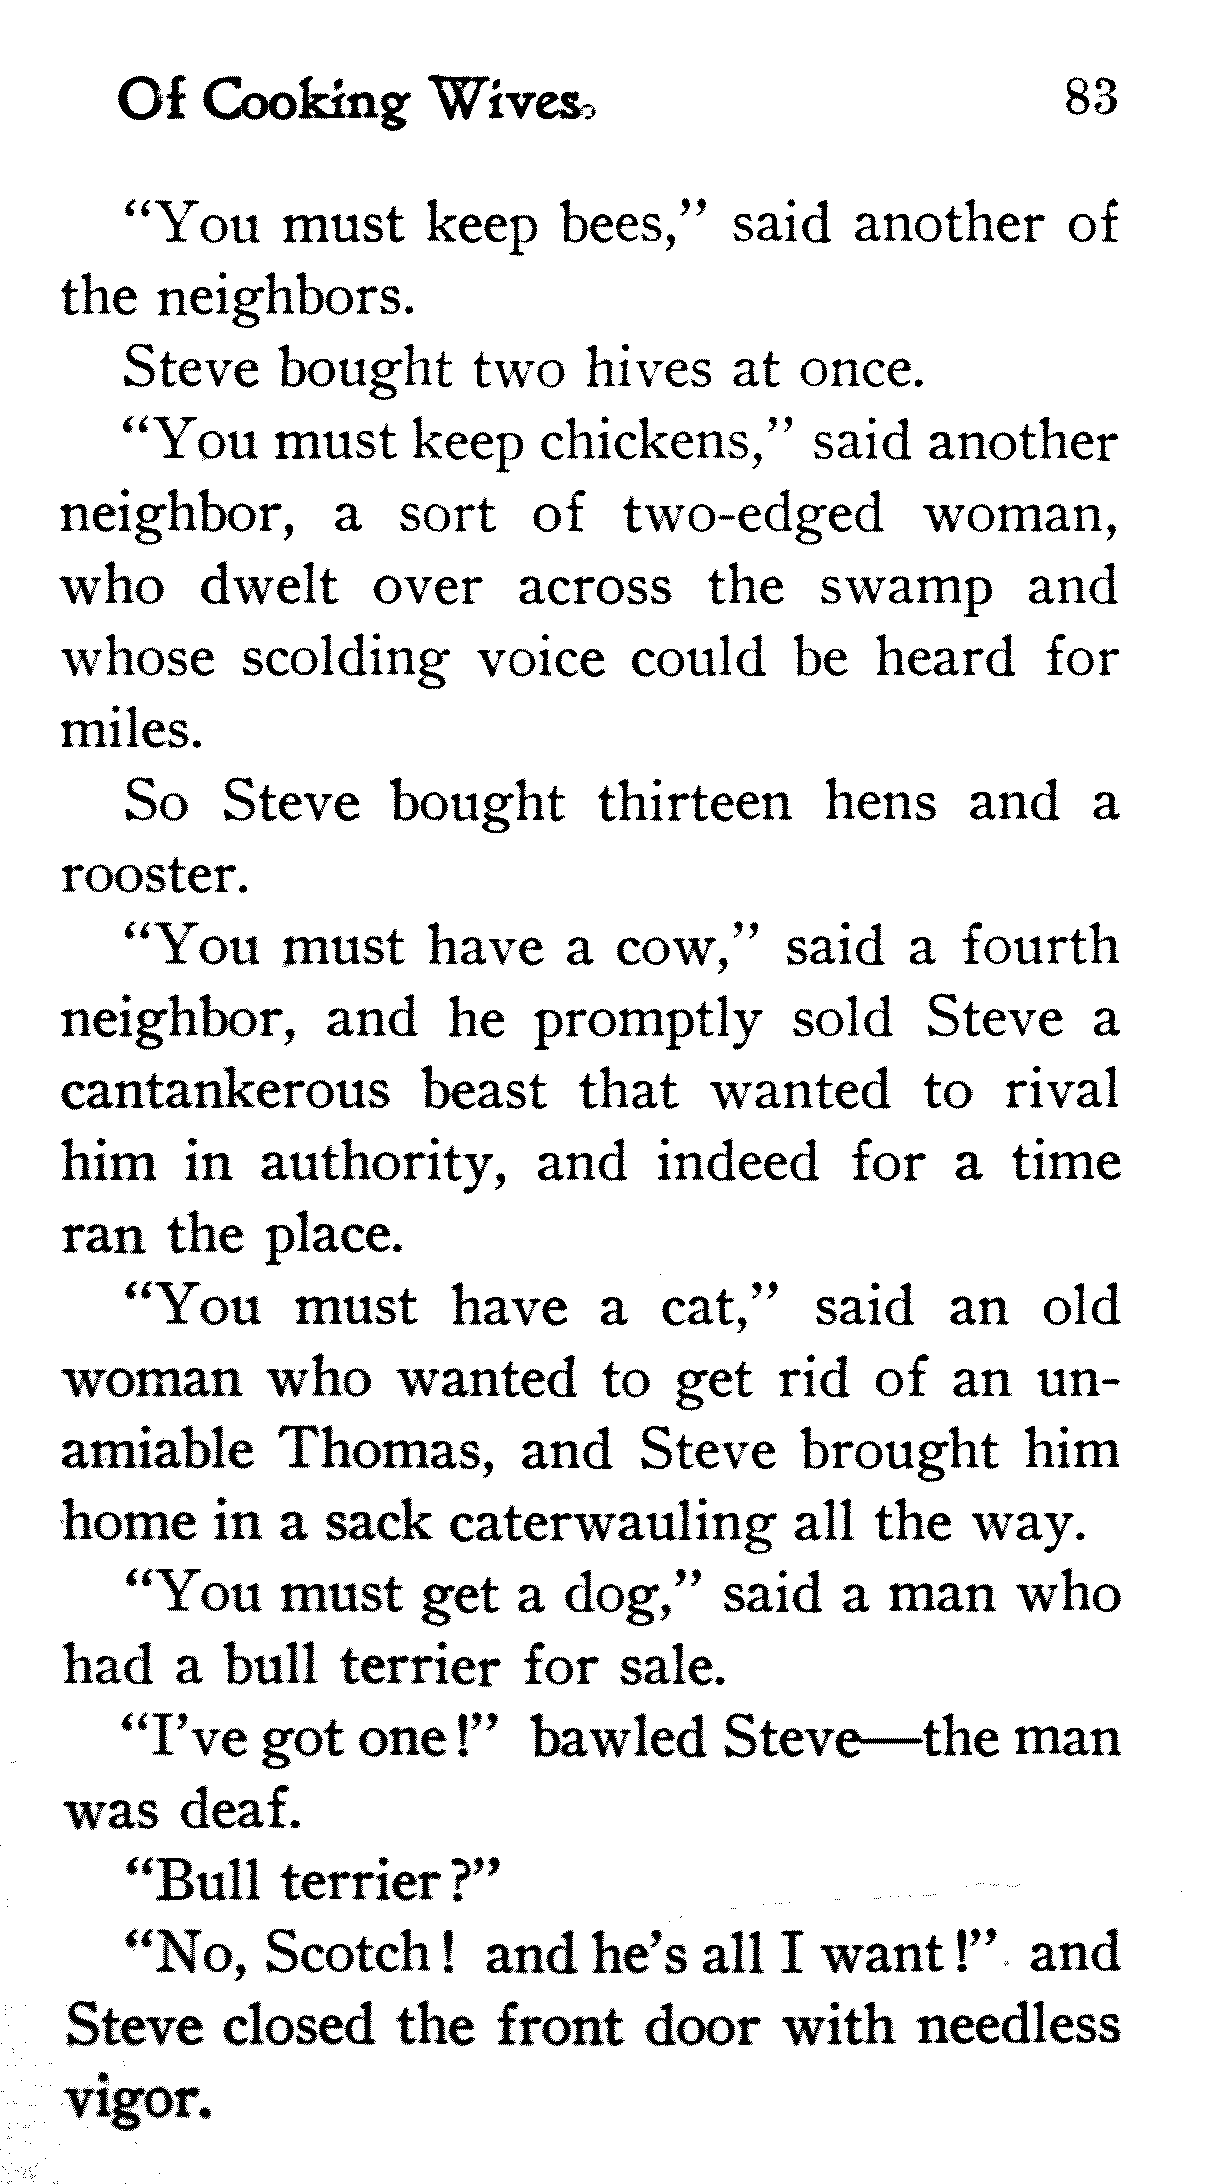 Of Cooking Wives 83
“You must keep bees,” said another of
the neighbors.
Steve bought two hives at once.
“You must keep chickens,” said another
neighbor, a sort of two-edged woman,
who dwelt over across the swamp and
whose scolding voice could be heard for
miles.
So Steve bought thirteen hens and a
rooster.
“You must have a cow,” said a fourth
neighbor, and he promptly sold Steve a
cantankerous beast that wanted to rival
him in authority, and indeed for a time
ran the place.
“You must have a cat,” said an old
woman who wanted to get rid of an un-
amiable Thomas, and Steve brought him
home in a sack caterwauling all the way.
“You must get a dog,” said a man who
had a bull terrier for sale.
“I’ve got one!” bawled Steve—the man
was deaf.
“Bull terrier?”
“No, Scotch! and he’s all I want!” and
Steve closed the front door with needless
vigor.